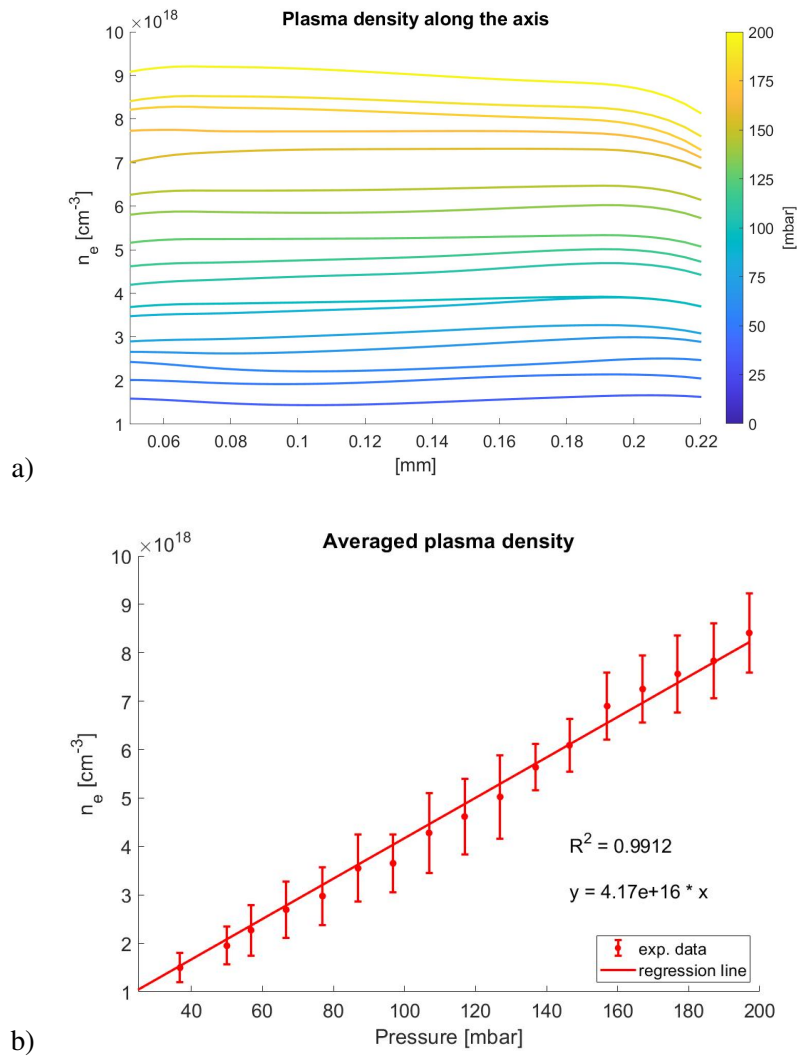 Plasma density along the axis
×10^18
10
9
8
7
6
5
4
3
2
1
n_e [cm^-3]
0.06 0.08 0.1 0.12 0.14 0.16 0.18 0.2 0.22
[mm]
200
175
150
125
100
75
50
25
0
[mbar]
a)
Averaged plasma density
×10^18
10
9
8
7
6
5
4
3
2
1
n_e [cm^-3]
R^2 = 0.9912
y = 4.17e+16 * x
exp. data
regression line
40 60 80 100 120 140 160 180 200
Pressure [mbar]
b)